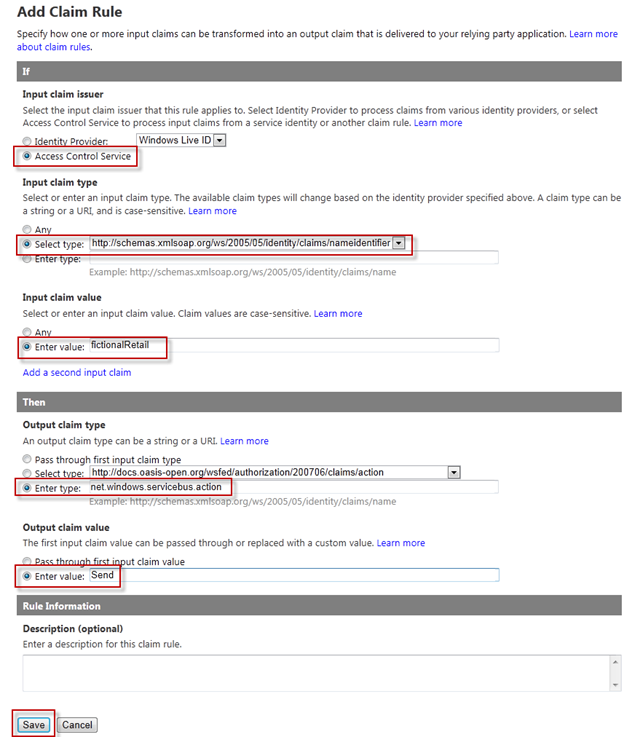 Add Claim Rule
Specify how one or more input claims can be transformed into an output claim that is delivered to your relying party application. Learn more
about claim rules.
If
Input claim issuer
Select the input claim issuer that this rule applies to. Select Identity Provider to process claims from various identity providers, or select
Access Control Service to process input claims from a service identity or another claim rule. Learn more
Identity Provider: Windows Live ID
Access Control Service
Input claim type
Select or enter an input claim type. The available claim types will change based on the identity provider specified above. A claim type can be
a string or a URI, and is case-sensitive. Learn more
Any
Select type: http://schemas.xmlsoap.org/ws/2005/05/identity/claims/nameidentifier
Enter type:
Example: http://schemas.xmlsoap.org/ws/2005/05/identity/claims/name
Input claim value
Select or enter an input claim value. Claim values are case-sensitive. Learn more
Any
Enter value: fictionalRetail
Add a second input claim
Then
Output claim type
An output claim type can be a string or a URI. Learn more
Pass through first input claim type
Select type: http://docs.oasis-open.org/wsfed/authorization/200706/claims/action
Enter type: net.windows.servicebus.action
Example: http://schemas.xmlsoap.org/ws/2005/05/identity/claims/name
Output claim value
The first input claim value can be passed through or replaced with a custom value. Learn more
Pass through first input claim value
Enter value: Send
Rule Information
Description (optional)
Enter a description for this claim rule.
Save Cancel